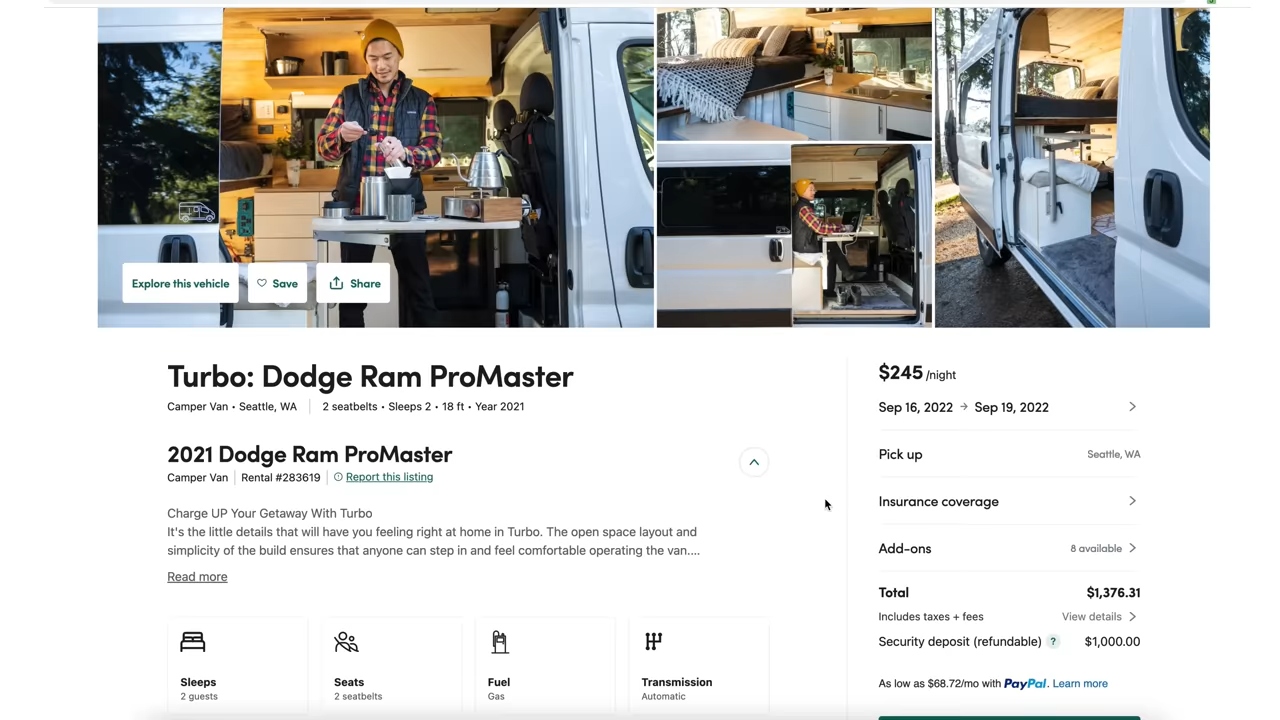 Explore this vehicle
Save
Share
Turbo: Dodge Ram ProMaster
Camper Van • Seattle, WA
2 seatbelts • Sleeps 2 • 18 ft • Year 2021
2021 Dodge Ram ProMaster
Camper Van
Rental #283619
Report this listing
Charge UP Your Getaway With Turbo
It's the little details that will have you feeling right at home in Turbo. The open space layout and
simplicity of the build ensures that anyone can step in and feel comfortable operating the van....
Read more
Sleeps
2 guests
Seats
2 seatbelts
Fuel
Gas
Transmission
Automatic
$245 /night
Sep 16, 2022 → Sep 19, 2022
Pick up Seattle, WA
Insurance coverage
Add-ons 8 available
Total $1,376.31
Includes taxes + fees View details
Security deposit (refundable) ? $1,000.00
As low as $68.72/mo with PayPal. Learn more